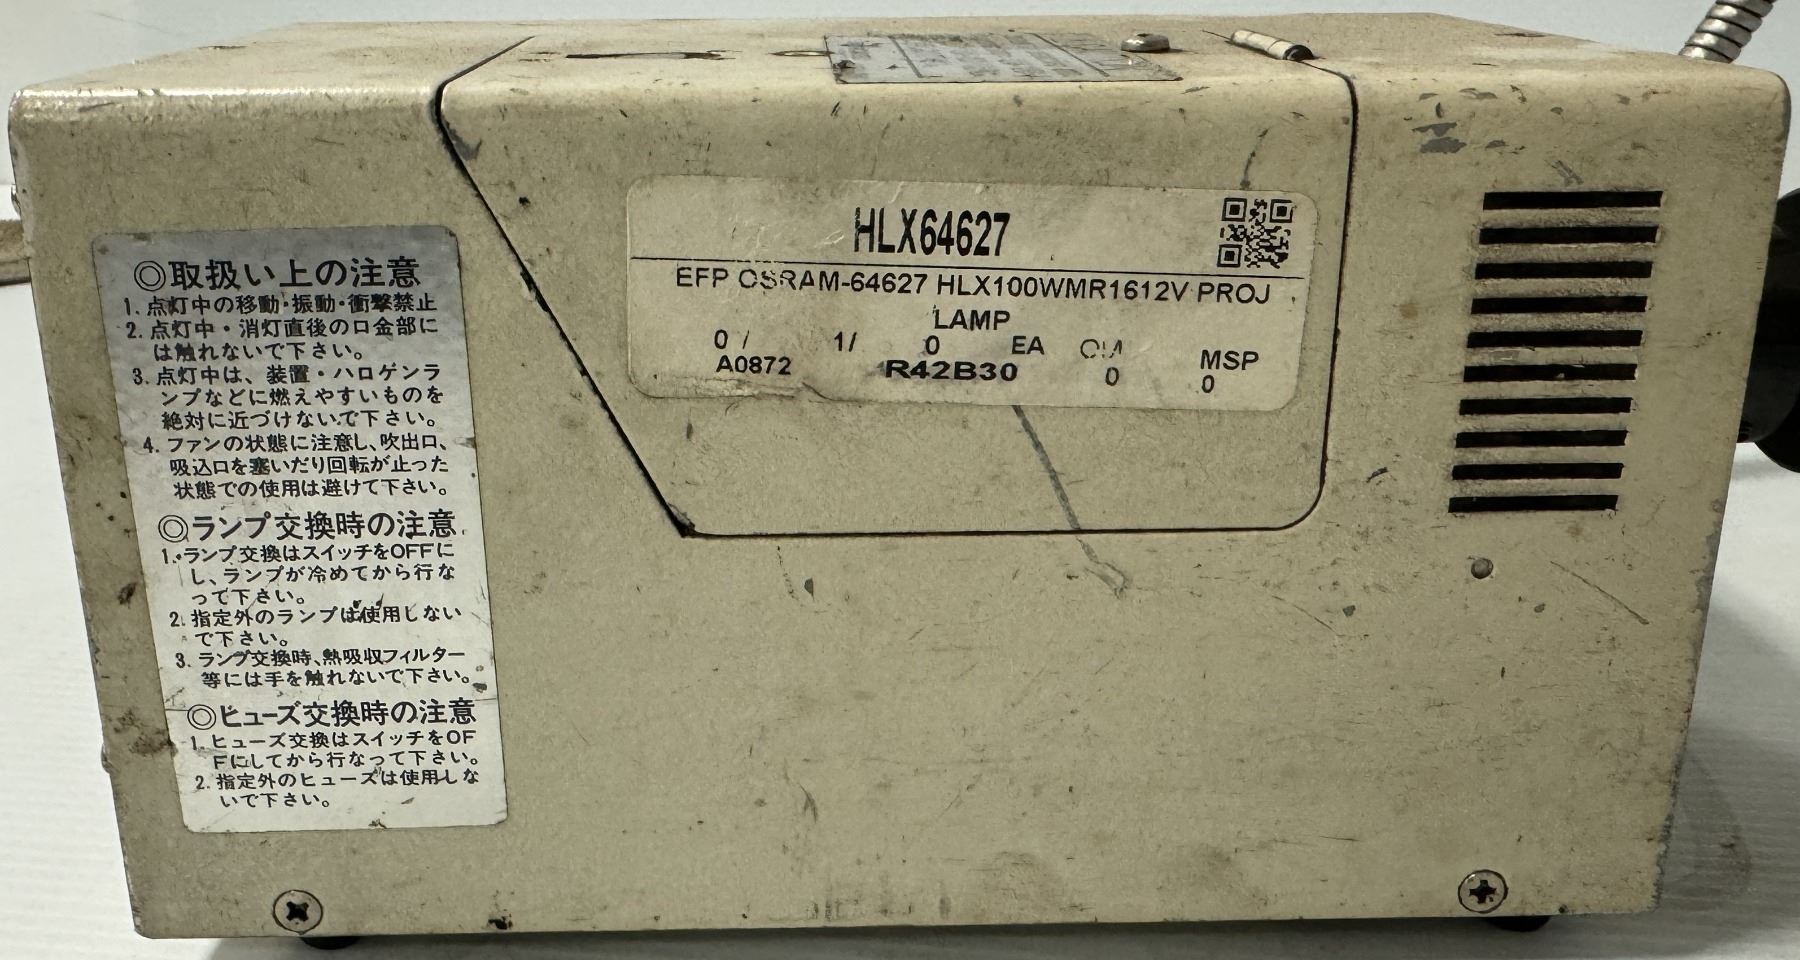 ◎取扱い上の注意
1. 点灯中の移動・振動・衝撃禁止
2. 点灯中・消灯直後の口金部に
は触れないで下さい。
3. 点灯中は、装置・ハロゲンラ
ンプなどに燃えやすいものを
絶対に近づけないで下さい。
4. ファンの状態に注意し、吹出口、
吸込口を塞いだり回転が止った
状態での使用は避けて下さい。
◎ランプ交換時の注意
1. ランプ交換はスイッチをOFFに
し、ランプが冷めてから行な
って下さい。
2. 指定外のランプは使用しない
で下さい。
3. ランプ交換時、熱吸収フィルター
等には手を触れないで下さい。
◎ヒューズ交換時の注意
1. ヒューズ交換はスイッチをOF
Fにしてから行なって下さい。
2. 指定外のヒューズは使用しな
いで下さい。
HLX64627
EFP OSRAM-64627 HLX100WMR1612V PROJ
LAMP
0 / 1/ 0 EA MSP
A0872 R42B30 0 0